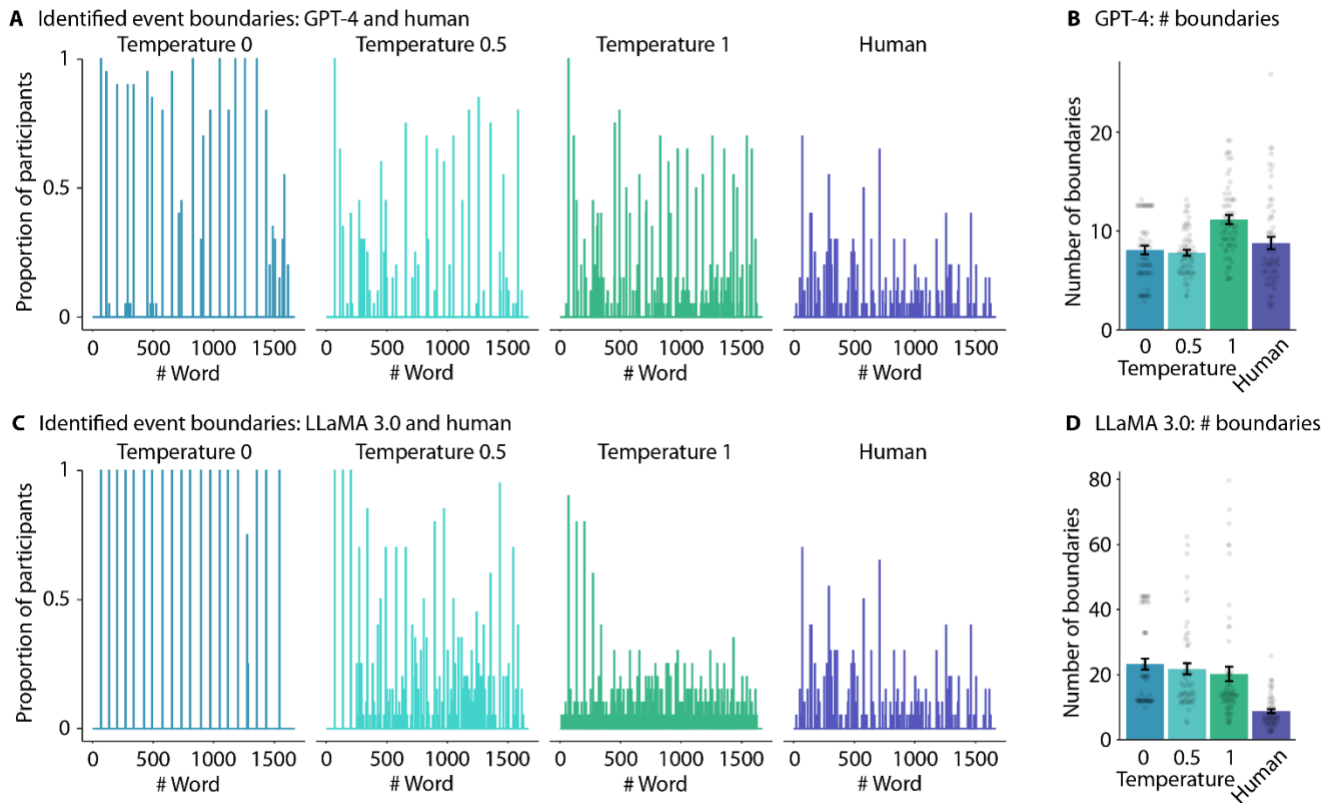 A Identified event boundaries: GPT-4 and human
Temperature 0 Temperature 0.5 Temperature 1 Human
Proportion of participants
1
0.5
0
0 500 1000 1500 0 500 1000 1500 0 500 1000 1500 0 500 1000 1500
# Word # Word # Word # Word
B GPT-4: # boundaries
Number of boundaries
20
10
0
0 0.5 1 Human
Temperature
C Identified event boundaries: LLaMA 3.0 and human
Temperature 0 Temperature 0.5 Temperature 1 Human
Proportion of participants
1
0.5
0
0 500 1000 1500 0 500 1000 1500 0 500 1000 1500 0 500 1000 1500
# Word # Word # Word # Word
D LLaMA 3.0: # boundaries
Number of boundaries
80
60
40
20
0
0 0.5 1 Human
Temperature